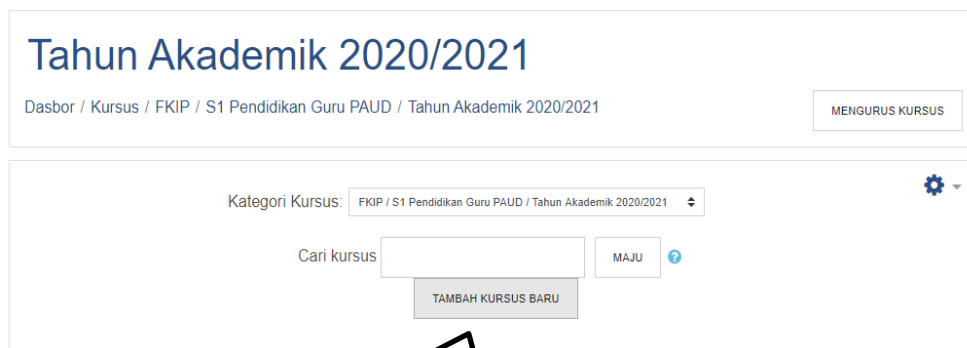 Tahun Akademik 2020/2021
Dasbor / Kursus / FKIP / S1 Pendidikan Guru PAUD / Tahun Akademik 2020/2021
MENGURUS KURSUS
Kategori Kursus: FKIP / S1 Pendidikan Guru PAUD / Tahun Akademik 2020/2021
Cari kursus MAJU ?
TAMBAH KURSUS BARU